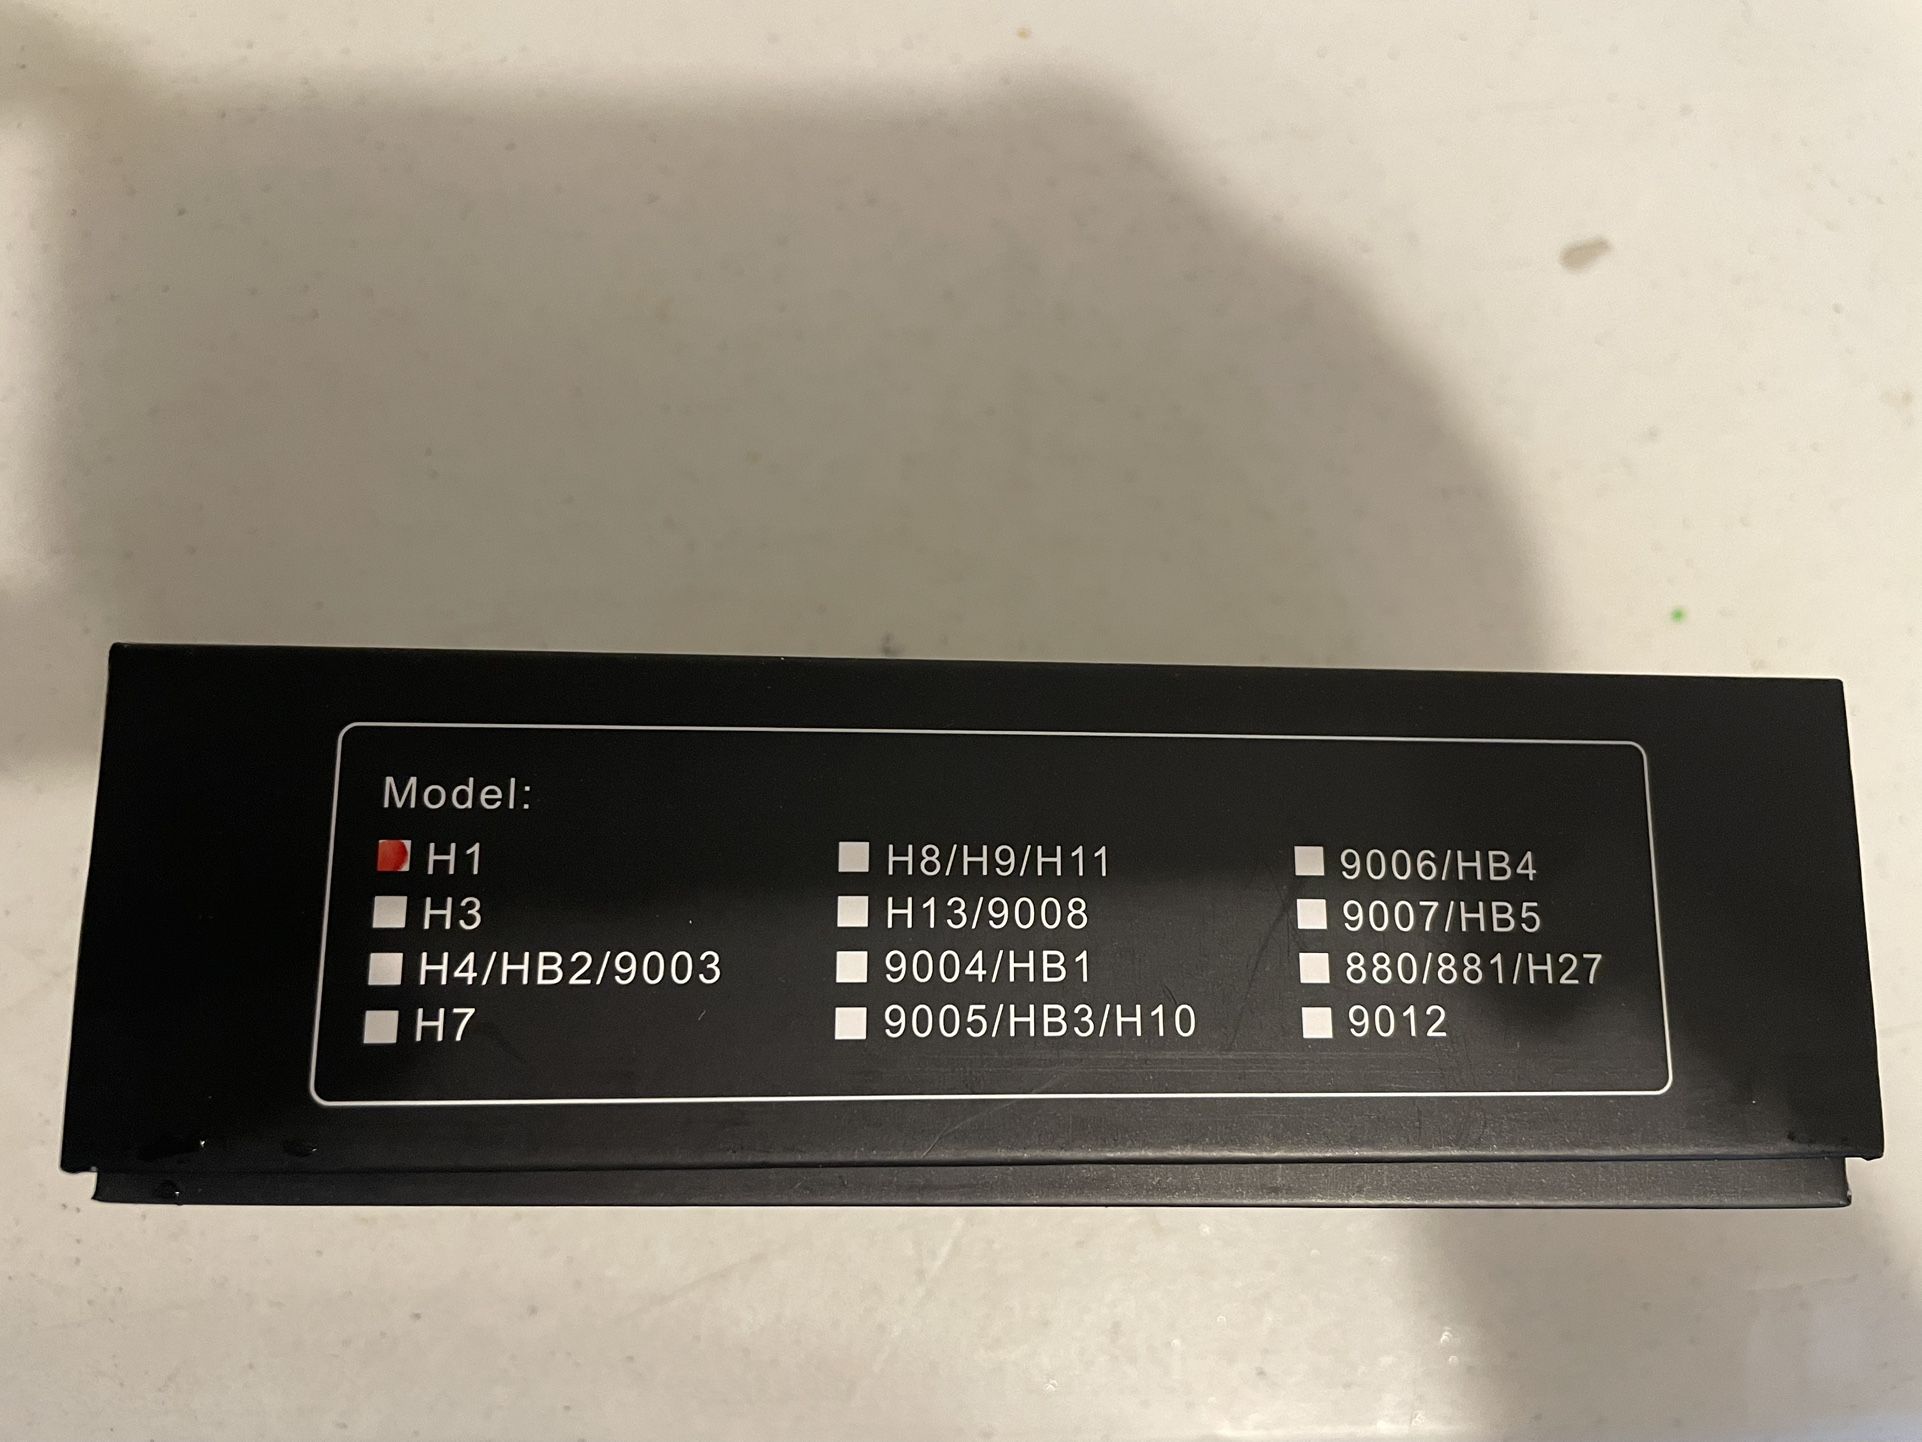 Model:
H1
H3
H4/HB2/9003
H7
H8/H9/H11
H13/9008
9004/HB1
9005/HB3/H10
9006/HB4
9007/HB5
880/881/H27
9012